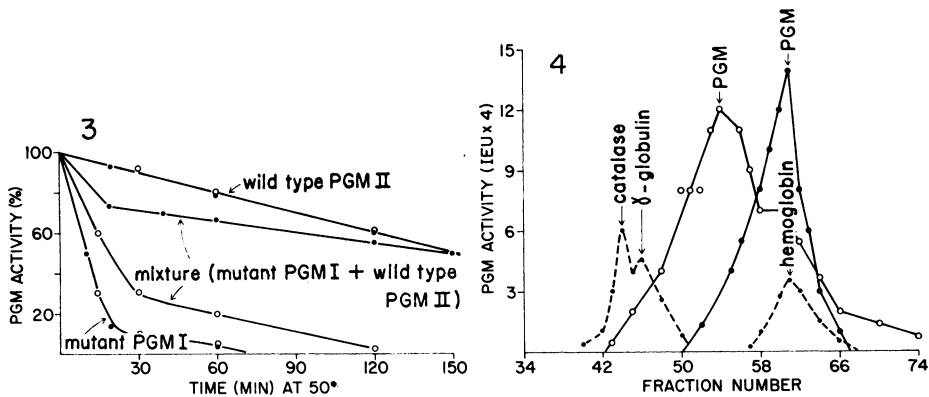 3
100
60
20
PGM ACTIVITY (%)
wild type PGM II
mixture (mutant PGM I + wild type
PGM II)
mutant PGM I
30
60
90
120
150
TIME (MIN) AT 50°
4
15
12
9
6
3
PGM ACTIVITY (IEU x 4)
catalase
γ-globulin
PGM
hemoglobin
PGM
34
42
50
58
66
74
FRACTION NUMBER